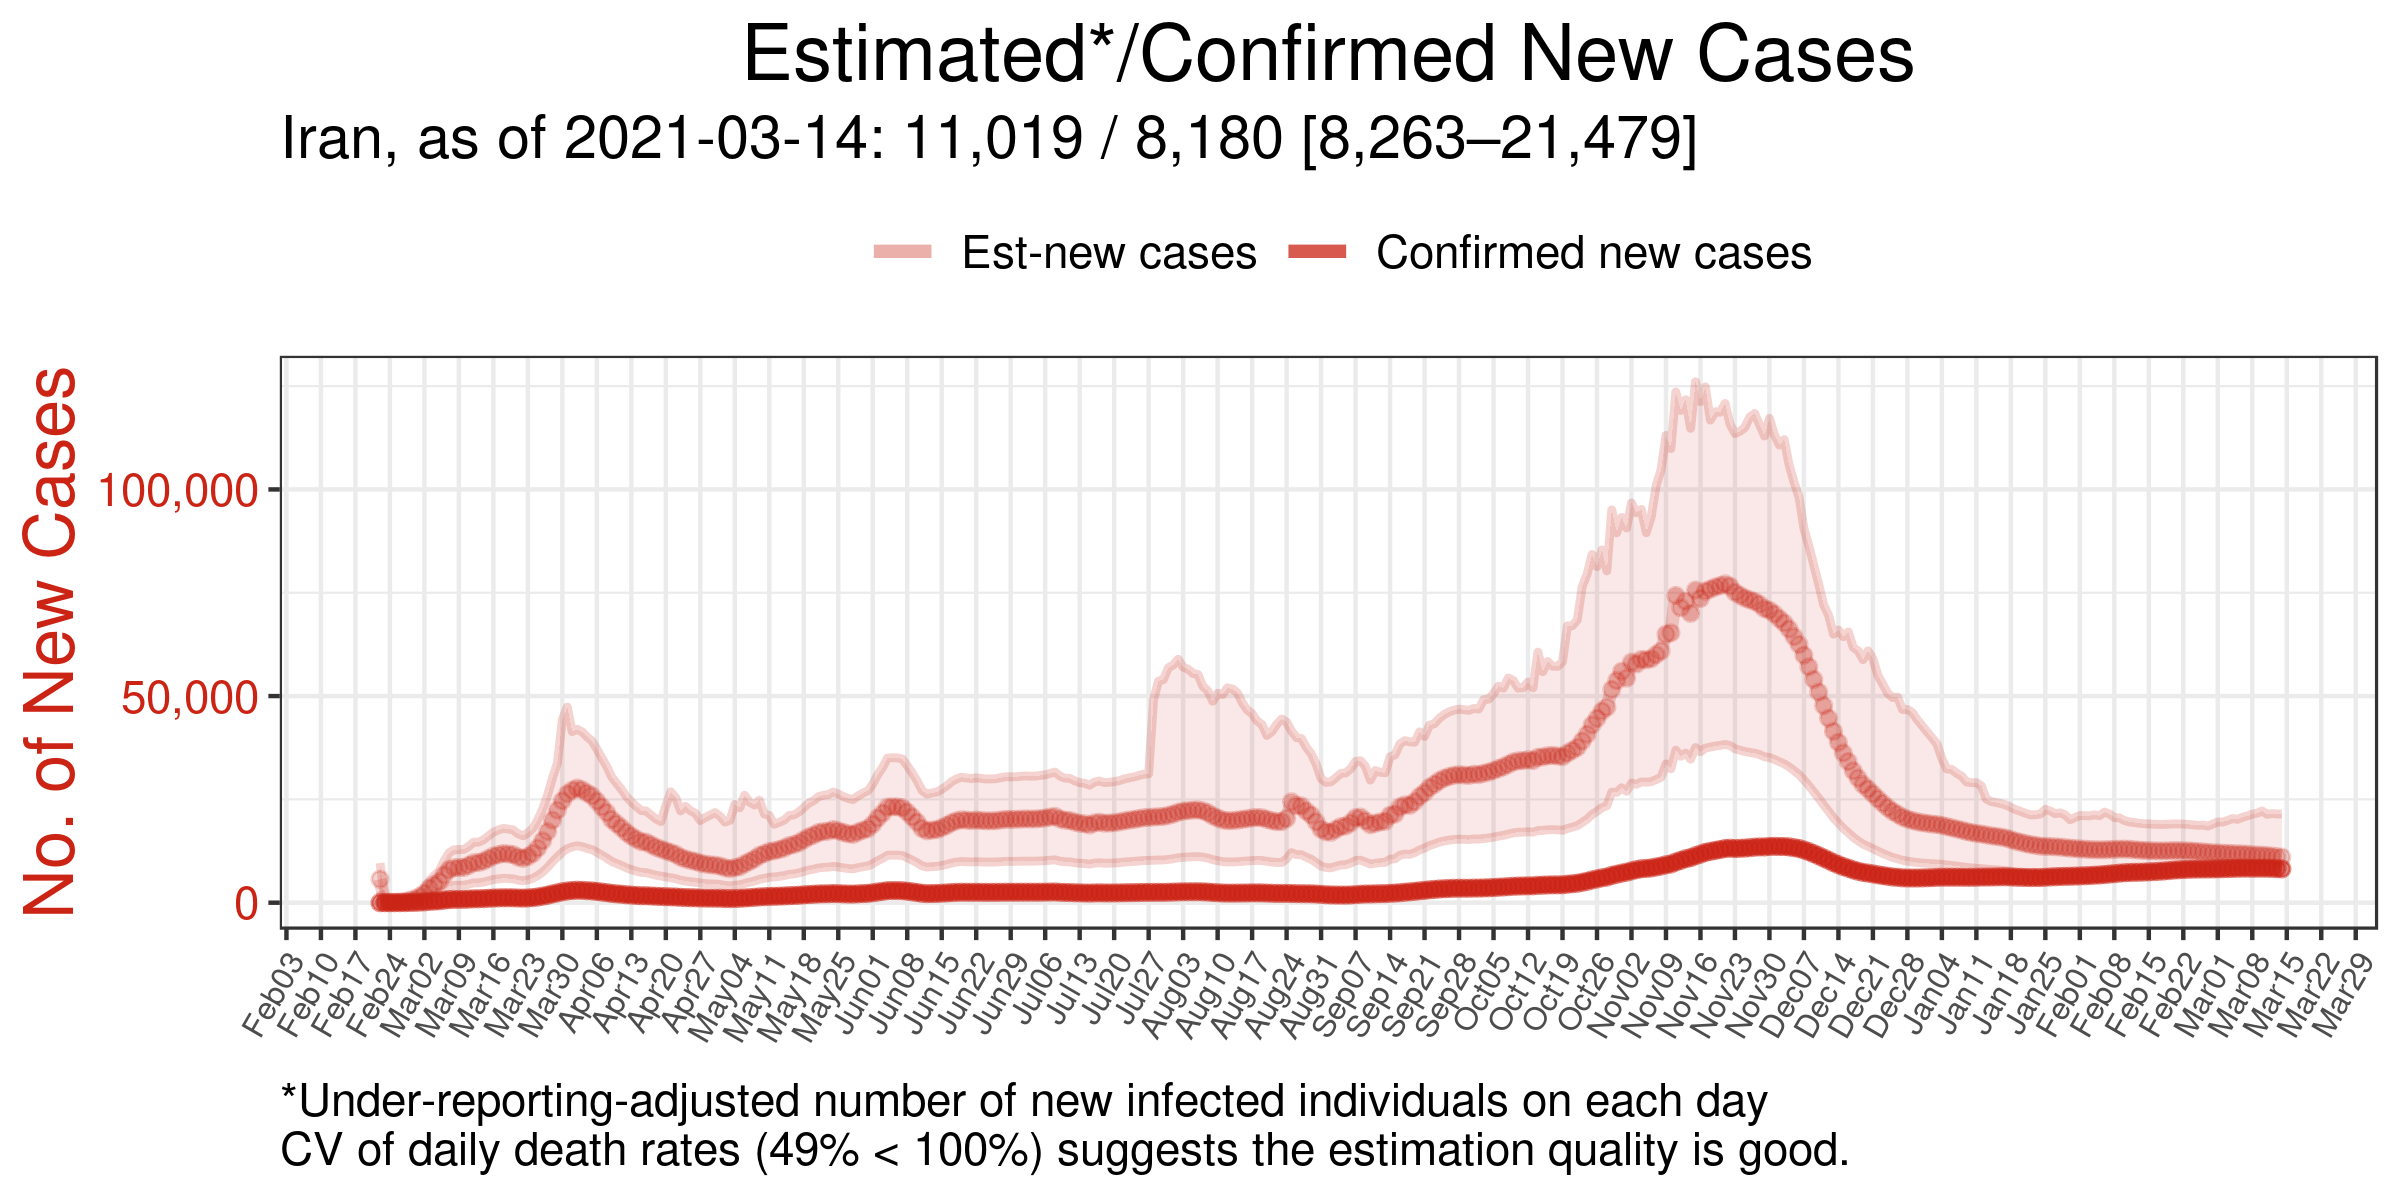 Estimated*/Confirmed New Cases
Iran, as of 2021-03-14: 11,019 / 8,180 [8,263–21,479]
Est-new cases Confirmed new cases
No. of New Cases
100,000
50,000
0
Feb03 Feb10 Feb17 Feb24 Mar02 Mar09 Mar16 Mar23 Mar30 Apr06 Apr13 Apr20 Apr27 May04 May11 May18 May25 Jun01 Jun08 Jun15 Jun22 Jun29 Jul06 Jul13 Jul20 Jul27 Aug03 Aug10 Aug17 Aug24 Aug31 Sep07 Sep14 Sep21 Sep28 Oct05 Oct12 Oct19 Oct26 Nov02 Nov09 Nov16 Nov23 Nov30 Dec07 Dec14 Dec21 Dec28 Jan04 Jan11 Jan18 Jan25 Feb01 Feb08 Feb15 Feb22 Mar01 Mar08 Mar15 Mar22 Mar29
*Under-reporting-adjusted number of new infected individuals on each day
CV of daily death rates (49% < 100%) suggests the estimation quality is good.